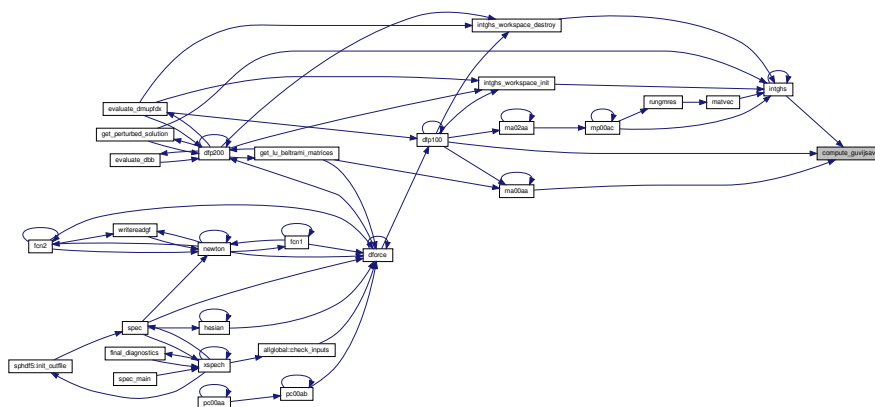 intghs_workspace_destroy
intghs_workspace_init
intghs
evaluate_dmupfdx
rungmres
matvec
get_perturbed_solution
ma02aa
mp00ac
dfp100
evaluate_dbb
dfp200
get_lu_beltrami_matrices
compute_guvijsave
ma00aa
writereadgf
fcn2
newton
fcn1
dforce
spec
hesian
final_diagnostics
allglobal::check_inputs
sphdf5::init_outfile
xspech
spec_main
pc00aa
pc00ab